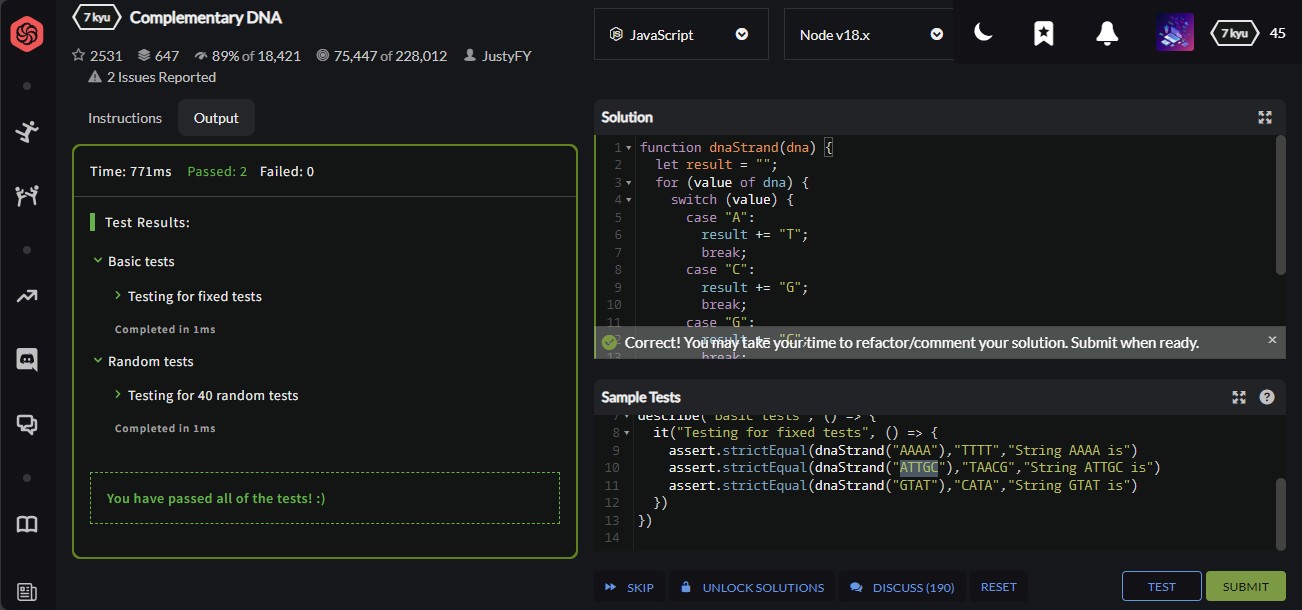 7 kyu Complementary DNA
2531 647 89% of 18,421 75,447 of 228,012 JustyFY
2 Issues Reported
JavaScript
Node v18.x
7 kyu 45
Instructions Output
Time: 771ms Passed: 2 Failed: 0
Test Results:
Basic tests
Testing for fixed tests
Completed in 1ms
Random tests
Testing for 40 random tests
Completed in 1ms
You have passed all of the tests! :)
Solution
1 function dnaStrand(dna) {
2 let result = "";
3 for (value of dna) {
4 switch (value) {
5 case "A":
6 result += "T";
7 break;
8 case "C":
9 result += "G";
10 break;
11 case "G":
12 result += "C";
13 break;
Correct! You may take your time to refactor/comment your solution. Submit when ready. ×
Sample Tests
7 describe("Basic tests", () => {
8 it("Testing for fixed tests", () => {
9 assert.strictEqual(dnaStrand("AAAA"),"TTTT","String AAAA is")
10 assert.strictEqual(dnaStrand("ATTGC"),"TAACG","String ATTGC is")
11 assert.strictEqual(dnaStrand("GTAT"),"CATA","String GTAT is")
12 })
13 })
14
SKIP UNLOCK SOLUTIONS DISCUSS (190) RESET TEST SUBMIT